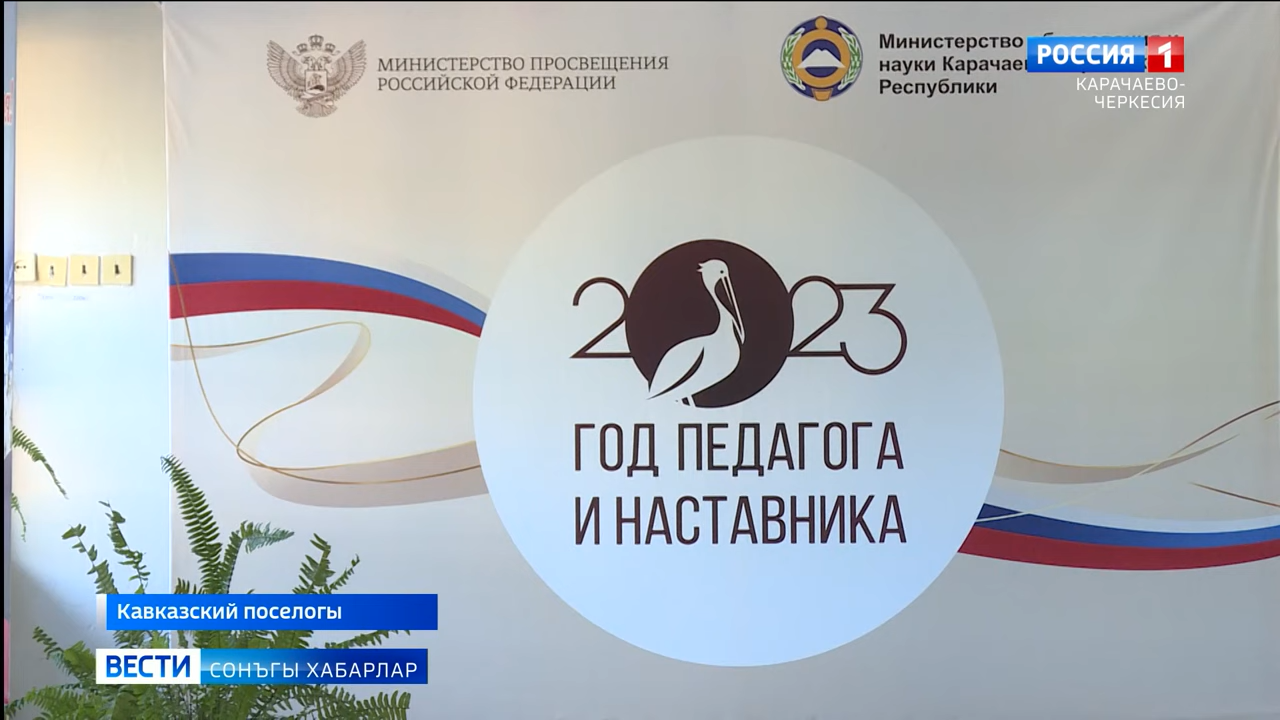 МИНИСТЕРСТВО ПРОСВЕЩЕНИЯ
РОССИЙСКОЙ ФЕДЕРАЦИИ
Министерство
науки
Республики
РОССИЯ 1
КАРАЧАЕВО-
ЧЕРКЕСИЯ
2023
ГОД ПЕДАГОГА
И НАСТАВНИКА
Кавказский поселогы
ВЕСТИ СОНЪГЫ ХАБАРЛАР